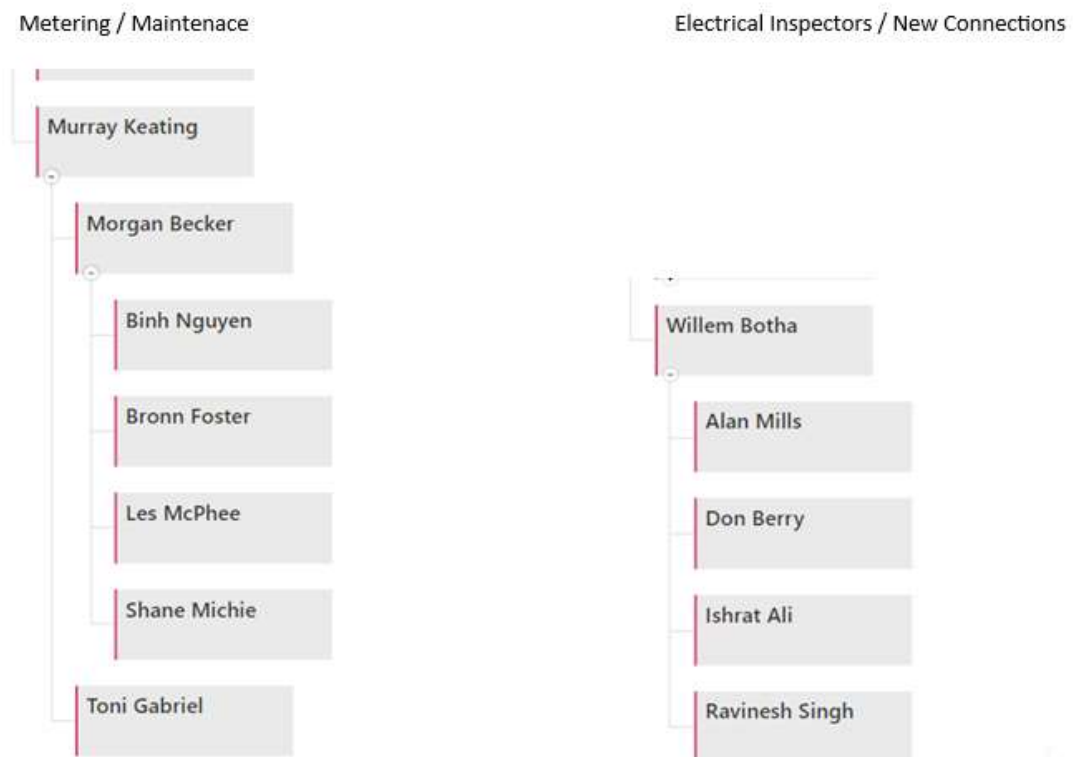 Metering / Maintenace
Murray Keating
Morgan Becker
Binh Nguyen
Bronn Foster
Les McPhee
Shane Michie
Toni Gabriel
Electrical Inspectors / New Connections
Willem Botha
Alan Mills
Don Berry
Ishrat Ali
Ravinesh Singh